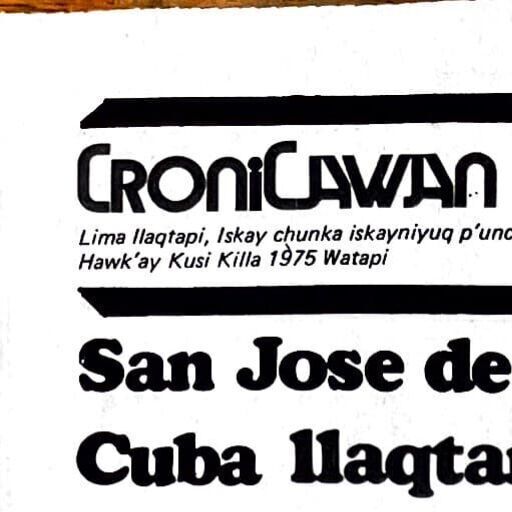 CRONICAWAN
Lima llaqtapi, Iskay chunka iskayniyuq p'unc
Hawk'ay Kusi Killa 1975 Watapi
San Jose de
Cuba llaqta